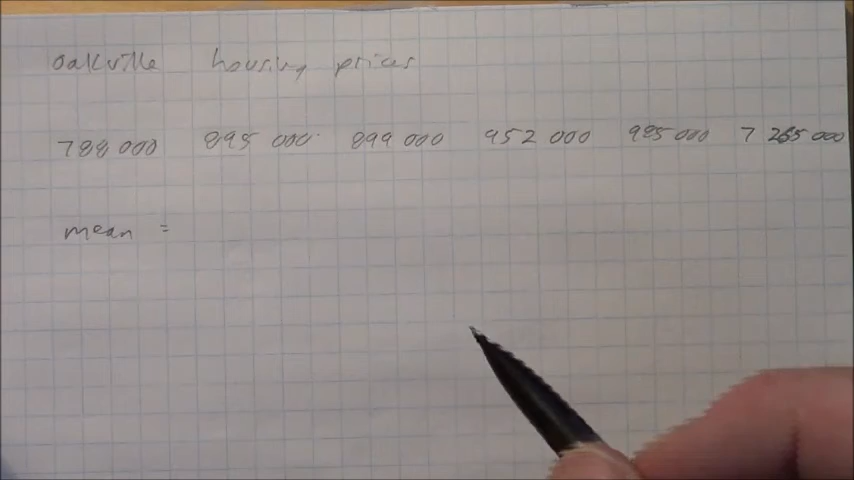 oakville housing prices
788 000 895 000 899 000 952 000 985 000 7 265 000
mean =